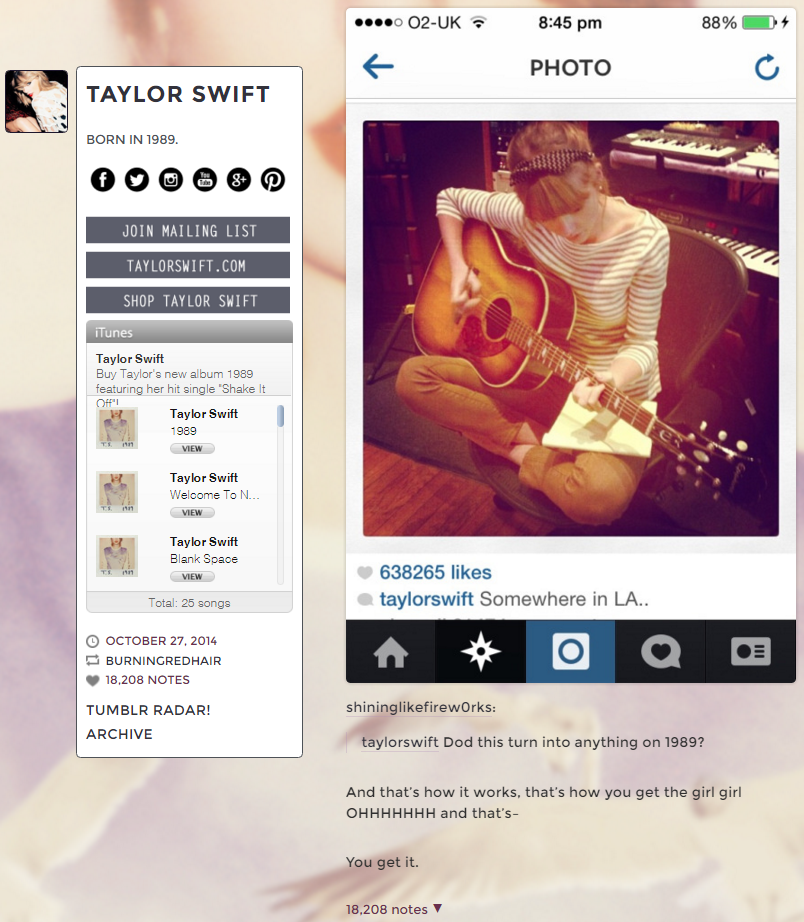 TAYLOR SWIFT
BORN IN 1989.
JOIN MAILING LIST
TAYLORSWIFT.COM
SHOP TAYLOR SWIFT
iTunes
Taylor Swift
Buy Taylor's new album 1989
featuring her hit single "Shake It
Off"!
Taylor Swift
1989
VIEW
Taylor Swift
Welcome To N...
VIEW
Taylor Swift
Blank Space
VIEW
Total: 25 songs
OCTOBER 27, 2014
BURNINGREDHAIR
18,208 NOTES
TUMBLR RADAR!
ARCHIVE
O2-UK 8:45 pm 88%
PHOTO
638265 likes
taylorswift Somewhere in LA..
shininglikefirew0rks:
taylorswift Dod this turn into anything on 1989?
And that's how it works, that's how you get the girl girl
OHHHHHHH and that's–
You get it.
18,208 notes ▼